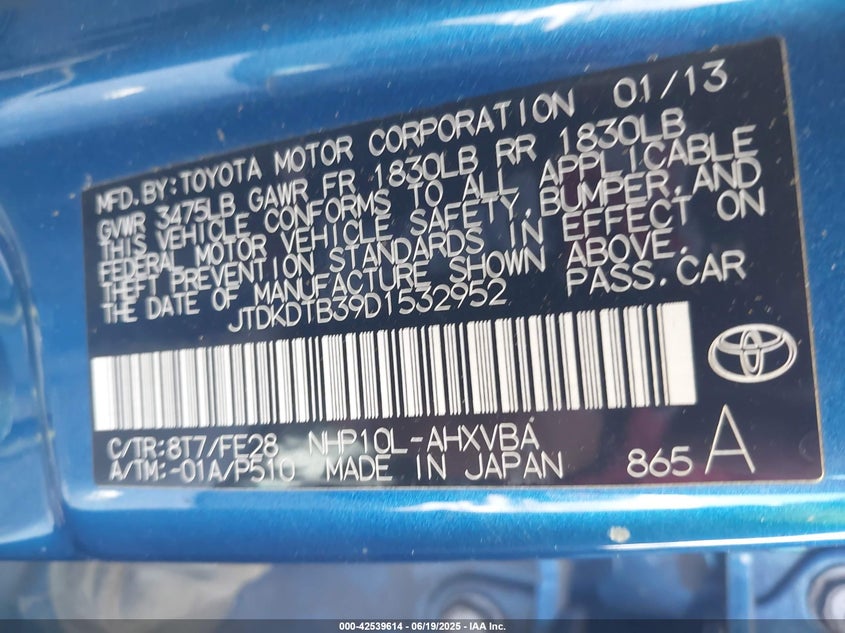 MFD.BY:TOYOTA MOTOR CORPORATION 01/13
GVWR 3475LB GAWR FR 1830LB RR 1830LB
THIS VEHICLE CONFORMS TO ALL APPLICABLE
FEDERAL MOTOR VEHICLE SAFETY,BUMPER,AND
THEFT PREVENTION STANDARDS IN EFFECT ON
THE DATE OF MANUFACTURE SHOWN ABOVE.
JTDKDTB39D1532952 PASS.CAR
C/TR:8T7/FE28 NHP10L-AHXVBA
A/TM:-01A/P510 MADE IN JAPAN 865 A
000-42539614 - 06/19/2025 - IAA Inc.